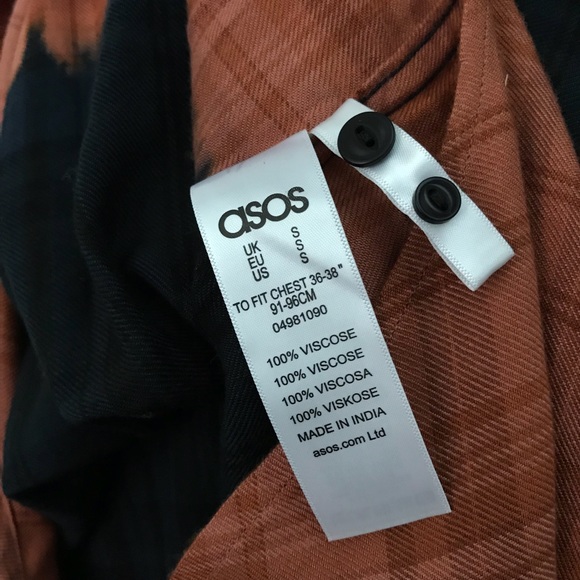 asos
UK S
EU S
US S
TO FIT CHEST 36-38"
91-96CM
04981090
100% VISCOSE
100% VISCOSE
100% VISCOSA
100% VISKOSE
MADE IN INDIA
asos.com Ltd